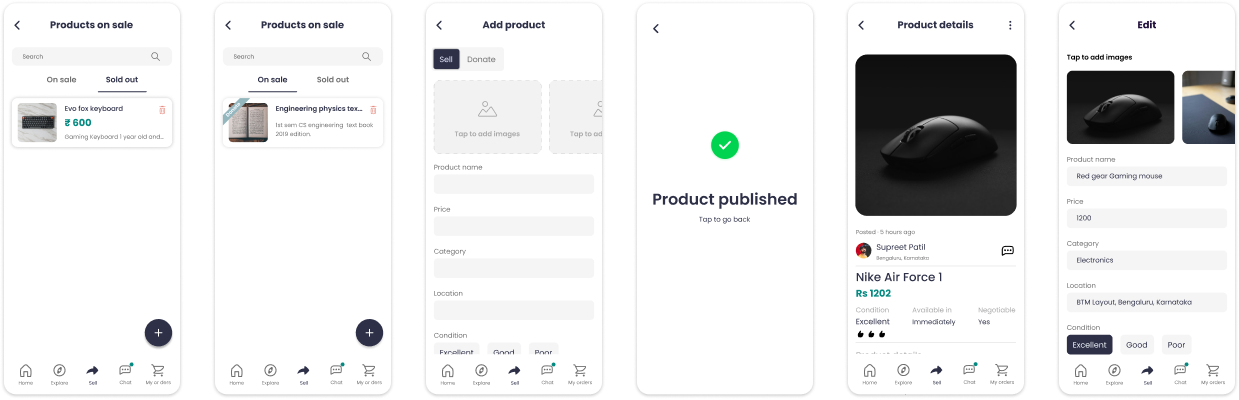 Products on sale
Search
On sale
Sold out
Evo fox keyboard
₹ 600
Gaming Keyboard 1 year old and...
Home
Explore
Sell
Chat
My or ders
Products on sale
Search
On sale
Sold out
Engineering physics tex...
1st sem CS engineering text book
2019 edition.
Home
Explore
Sell
Chat
My or ders
Add product
Sell
Donate
Tap to add images
Tap to ad
Product name
Price
Category
Location
Condition
Excellent
Good
Poor
Home
Explore
Sell
Chat
My orders
Product published
Tap to go back
Product details
Posted · 5 hours ago
Supreet Patil
Bengaluru, Karnataka
Nike Air Force 1
Rs 1202
Condition
Available in
Negotiable
Excellent
Immediately
Yes
Product details
Home
Explore
Sell
Chat
My orders
Edit
Tap to add images
Product name
Red gear Gaming mouse
Price
1200
Category
Electronics
Location
BTM Layout, Bengaluru, Karnataka
Condition
Excellent
Good
Poor
Home
Explore
Sell
Chat
My orders